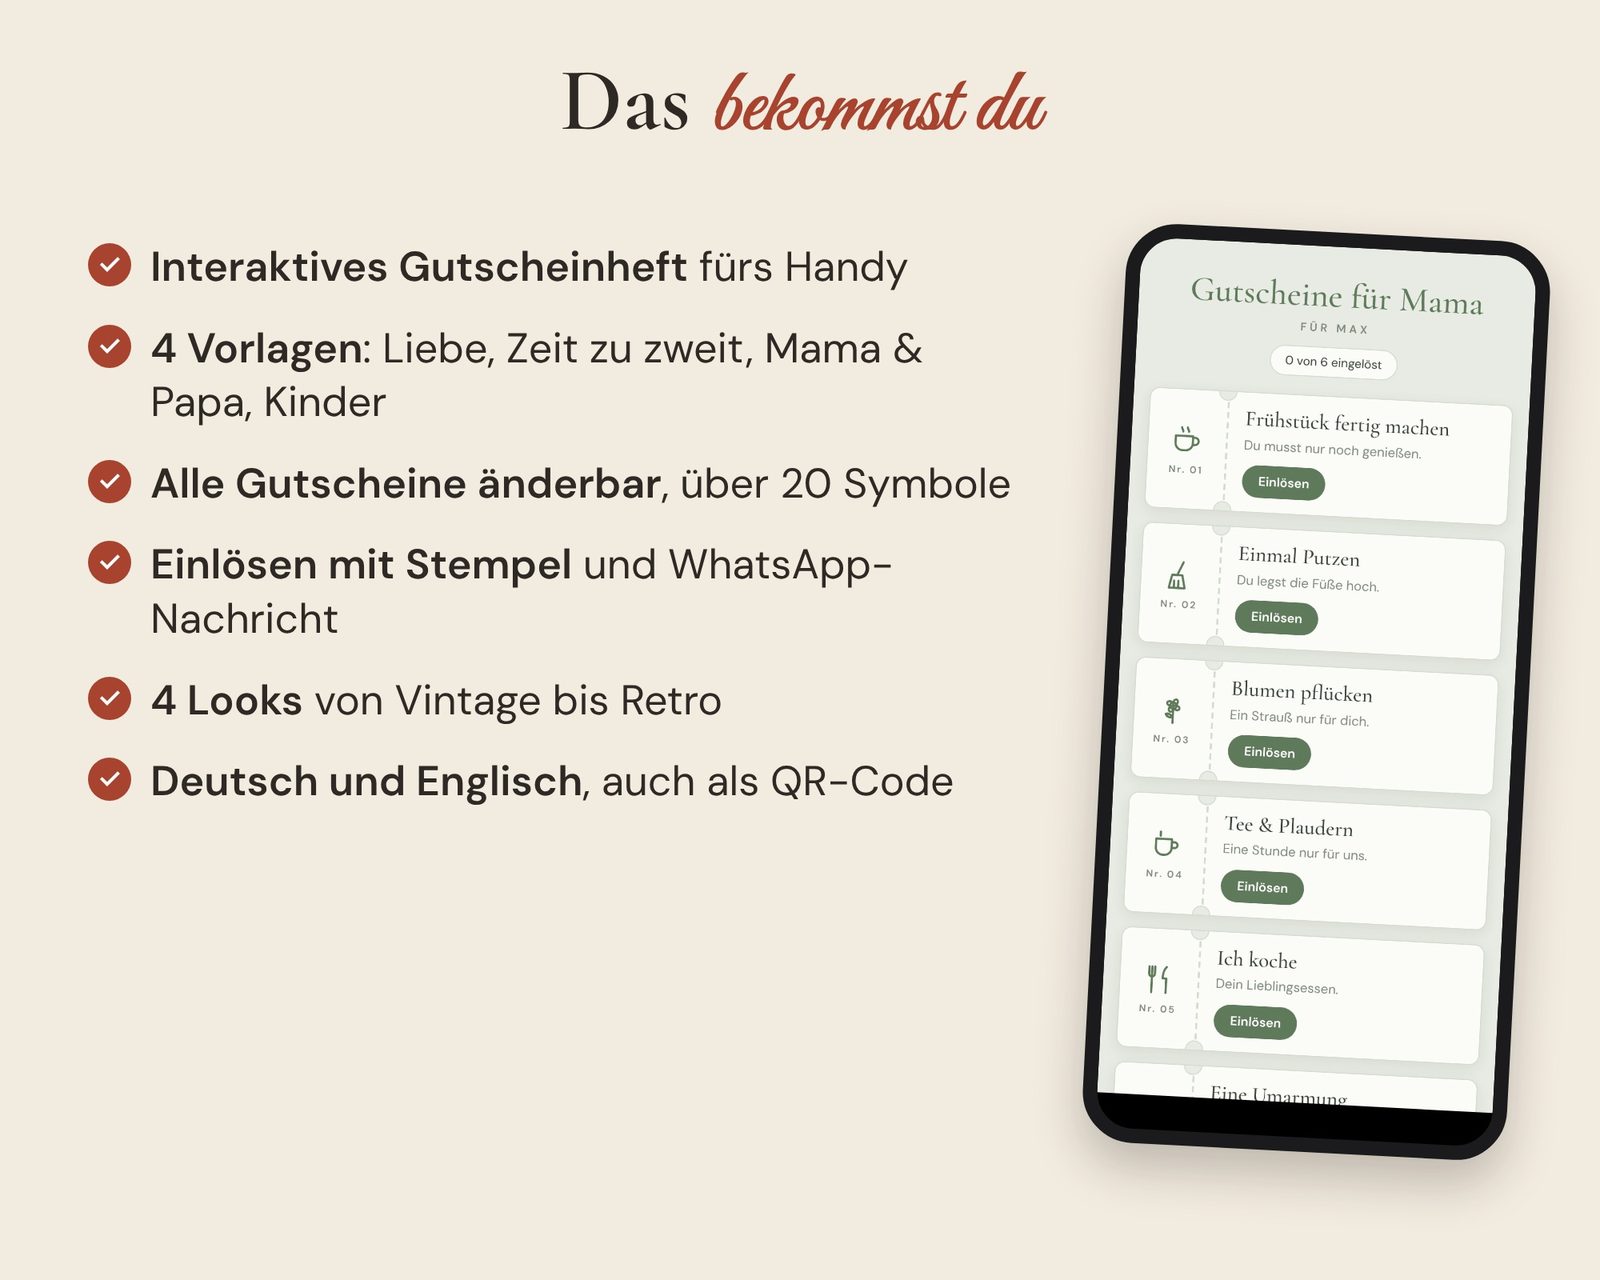 Das bekommst du
Interaktives Gutscheinheft fürs Handy
4 Vorlagen: Liebe, Zeit zu zweit, Mama &
Papa, Kinder
Alle Gutscheine änderbar, über 20 Symbole
Einlösen mit Stempel und WhatsApp-
Nachricht
4 Looks von Vintage bis Retro
Deutsch und Englisch, auch als QR-Code
Gutscheine für Mama
FÜR MAX
0 von 6 eingelöst
Frühstück fertig machen
Du musst nur noch genießen.
Nr. 01
Einlösen
Einmal Putzen
Du legst die Füße hoch.
Nr. 02
Einlösen
Blumen pflücken
Ein Strauß nur für dich.
Nr. 03
Einlösen
Tee & Plaudern
Eine Stunde nur für uns.
Nr. 04
Einlösen
Ich koche
Dein Lieblingsessen.
Nr. 05
Einlösen
Eine Umarmung